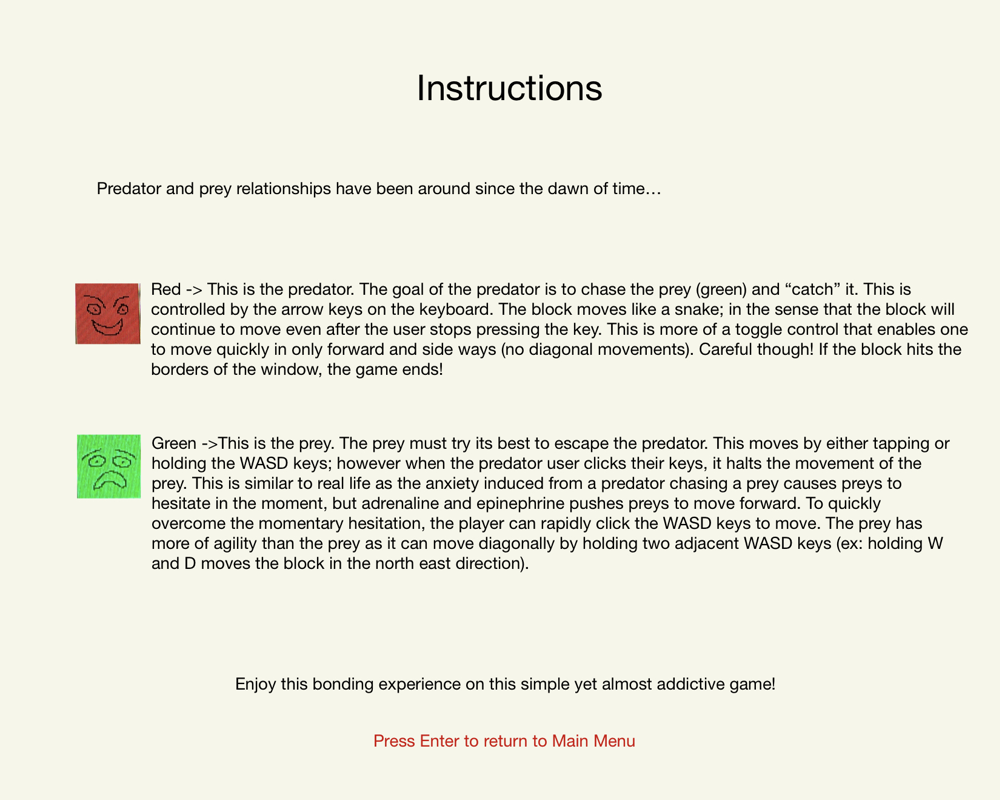 Instructions
Predator and prey relationships have been around since the dawn of time…
Red -> This is the predator. The goal of the predator is to chase the prey (green) and “catch” it. This is
controlled by the arrow keys on the keyboard. The block moves like a snake; in the sense that the block will
continue to move even after the user stops pressing the key. This is more of a toggle control that enables one
to move quickly in only forward and side ways (no diagonal movements). Careful though! If the block hits the
borders of the window, the game ends!
Green ->This is the prey. The prey must try its best to escape the predator. This moves by either tapping or
holding the WASD keys; however when the predator user clicks their keys, it halts the movement of the
prey. This is similar to real life as the anxiety induced from a predator chasing a prey causes preys to
hesitate in the moment, but adrenaline and epinephrine pushes preys to move forward. To quickly
overcome the momentary hesitation, the player can rapidly click the WASD keys to move. The prey has
more of agility than the prey as it can move diagonally by holding two adjacent WASD keys (ex: holding W
and D moves the block in the north east direction).
Enjoy this bonding experience on this simple yet almost addictive game!
Press Enter to return to Main Menu